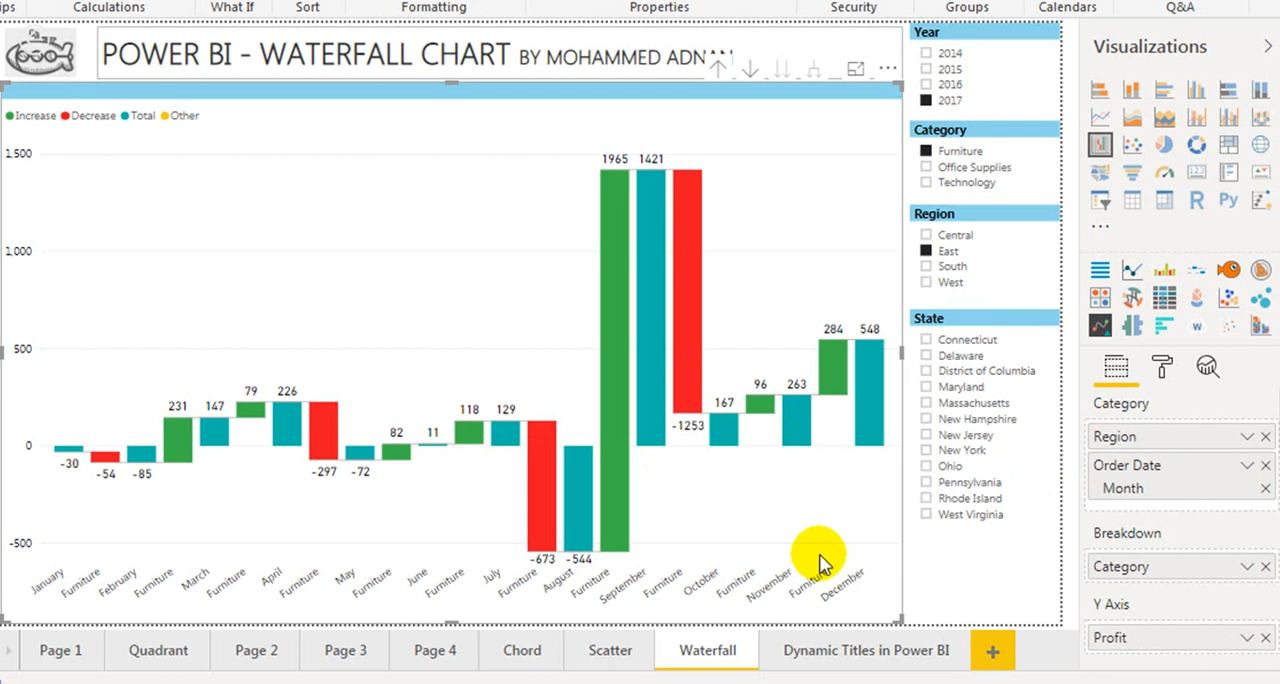 ps Calculations What If Sort Formatting Properties Security Groups Calendars Q&A
POWER BI - WATERFALL CHART BY MOHAMMED ADNAN
Increase Decrease Total Other
1.500
1.000
500
0
-500
-30
-54
-85
231
147
79
226
-297
-72
82
11
118
129
-673
-544
1965
1421
-1253
167
96
263
284
548
January
Furniture
February
Furniture
March
Furniture
April
Furniture
May
Furniture
June
Furniture
July
Furniture
August
Furniture
September
Furniture
October
Furniture
November
Furniture
December
Year
2014
2015
2016
2017
Category
Furniture
Office Supplies
Technology
Region
Central
East
South
West
State
Connecticut
Delaware
District of Columbia
Maryland
Massachusetts
New Hampshire
New Jersey
New York
Ohio
Pennsylvania
Rhode Island
West Virginia
Visualizations
123
R Py
W
Category
Region
Order Date
Month
Breakdown
Category
Y Axis
Profit
Page 1 Quadrant Page 2 Page 3 Page 4 Chord Scatter Waterfall Dynamic Titles in Power BI